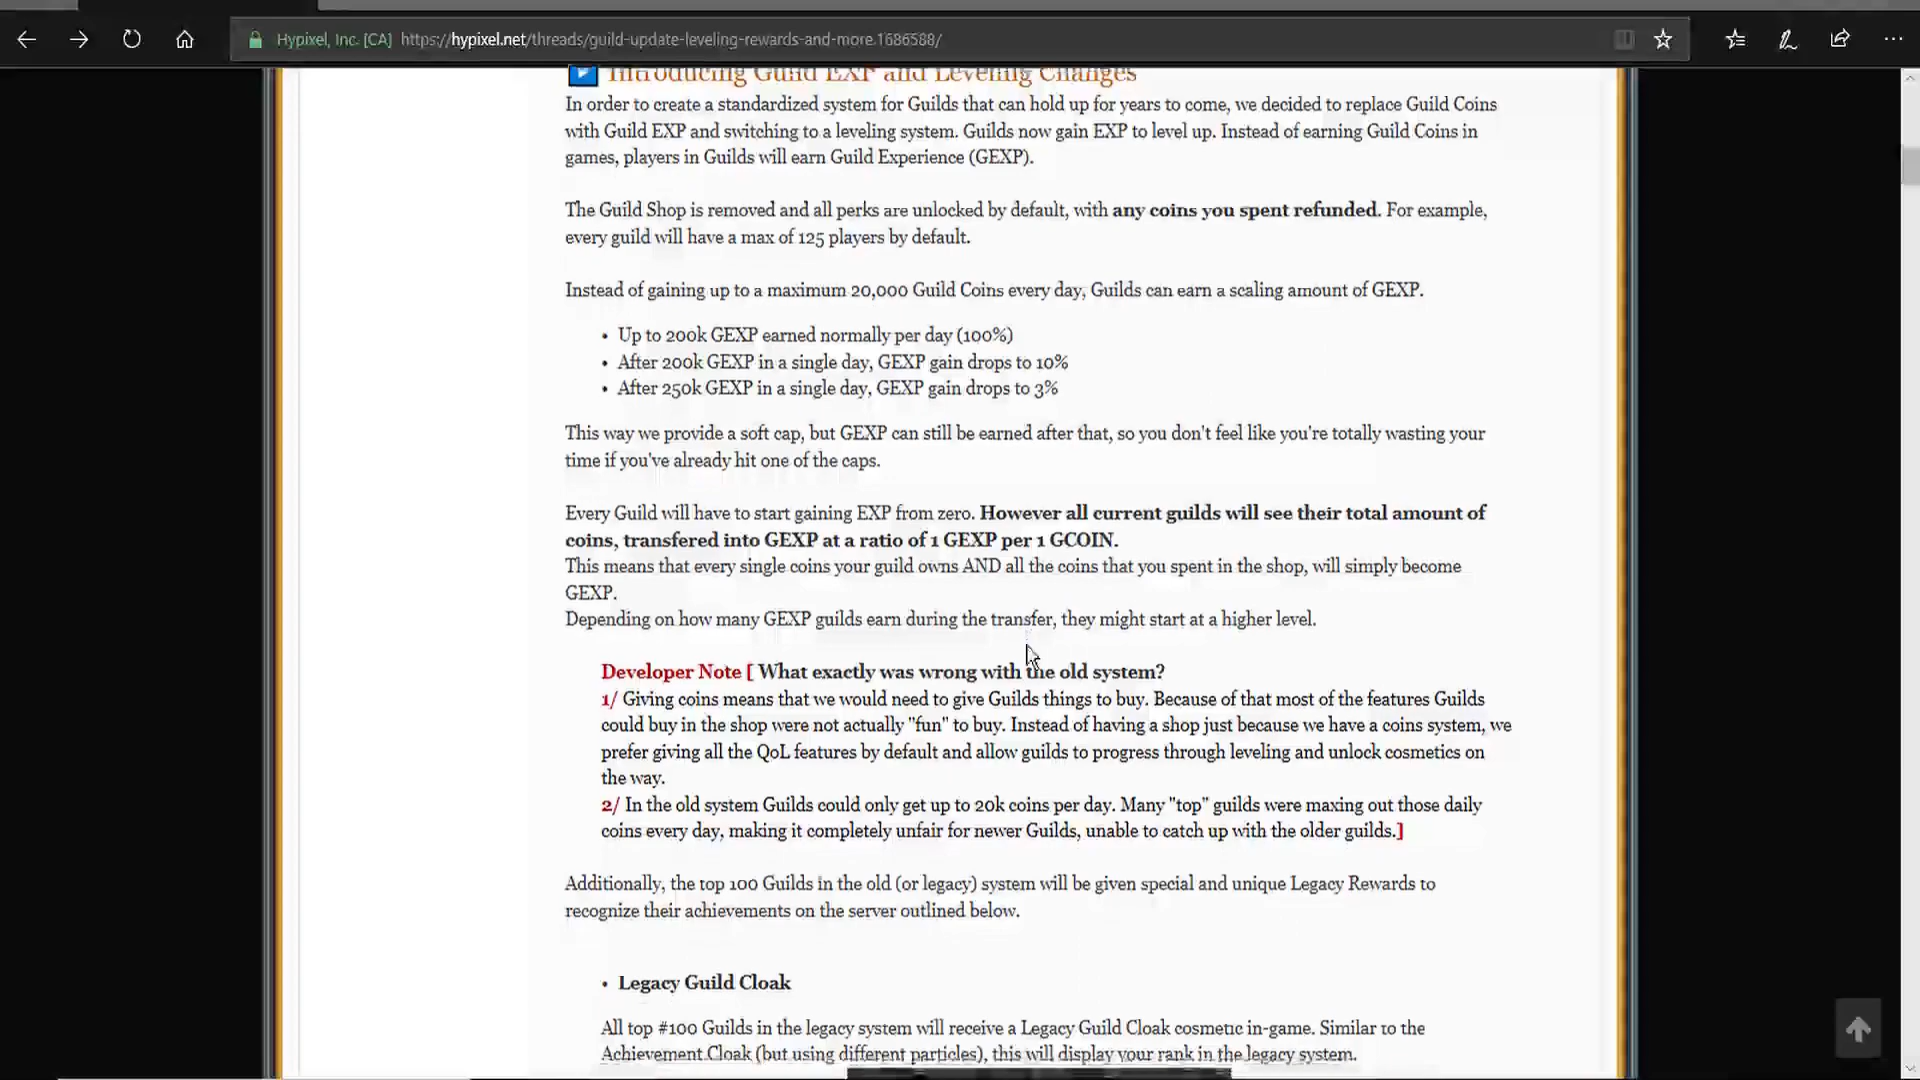 Hypixel, Inc. [CA] https://hypixel.net/threads/guild-update-leveling-rewards-and-more.1686588/
Introducing Guild EXP and Leveling Changes
In order to create a standardized system for Guilds that can hold up for years to come, we decided to replace Guild Coins
with Guild EXP and switching to a leveling system. Guilds now gain EXP to level up. Instead of earning Guild Coins in
games, players in Guilds will earn Guild Experience (GEXP).
The Guild Shop is removed and all perks are unlocked by default, with any coins you spent refunded. For example,
every guild will have a max of 125 players by default.
Instead of gaining up to a maximum 20,000 Guild Coins every day, Guilds can earn a scaling amount of GEXP.
• Up to 200k GEXP earned normally per day (100%)
• After 200k GEXP in a single day, GEXP gain drops to 10%
• After 250k GEXP in a single day, GEXP gain drops to 3%
This way we provide a soft cap, but GEXP can still be earned after that, so you don't feel like you're totally wasting your
time if you've already hit one of the caps.
Every Guild will have to start gaining EXP from zero. However all current guilds will see their total amount of
coins, transfered into GEXP at a ratio of 1 GEXP per 1 GCOIN.
This means that every single coins your guild owns AND all the coins that you spent in the shop, will simply become
GEXP.
Depending on how many GEXP guilds earn during the transfer, they might start at a higher level.
Developer Note [ What exactly was wrong with the old system?
1/ Giving coins means that we would need to give Guilds things to buy. Because of that most of the features Guilds
could buy in the shop were not actually "fun" to buy. Instead of having a shop just because we have a coins system, we
prefer giving all the QoL features by default and allow guilds to progress through leveling and unlock cosmetics on
the way.
2/ In the old system Guilds could only get up to 20k coins per day. Many "top" guilds were maxing out those daily
coins every day, making it completely unfair for newer Guilds, unable to catch up with the older guilds.]
Additionally, the top 100 Guilds in the old (or legacy) system will be given special and unique Legacy Rewards to
recognize their achievements on the server outlined below.
• Legacy Guild Cloak
All top #100 Guilds in the legacy system will receive a Legacy Guild Cloak cosmetic in-game. Similar to the
Achievement Cloak (but using different particles), this will display your rank in the legacy system.